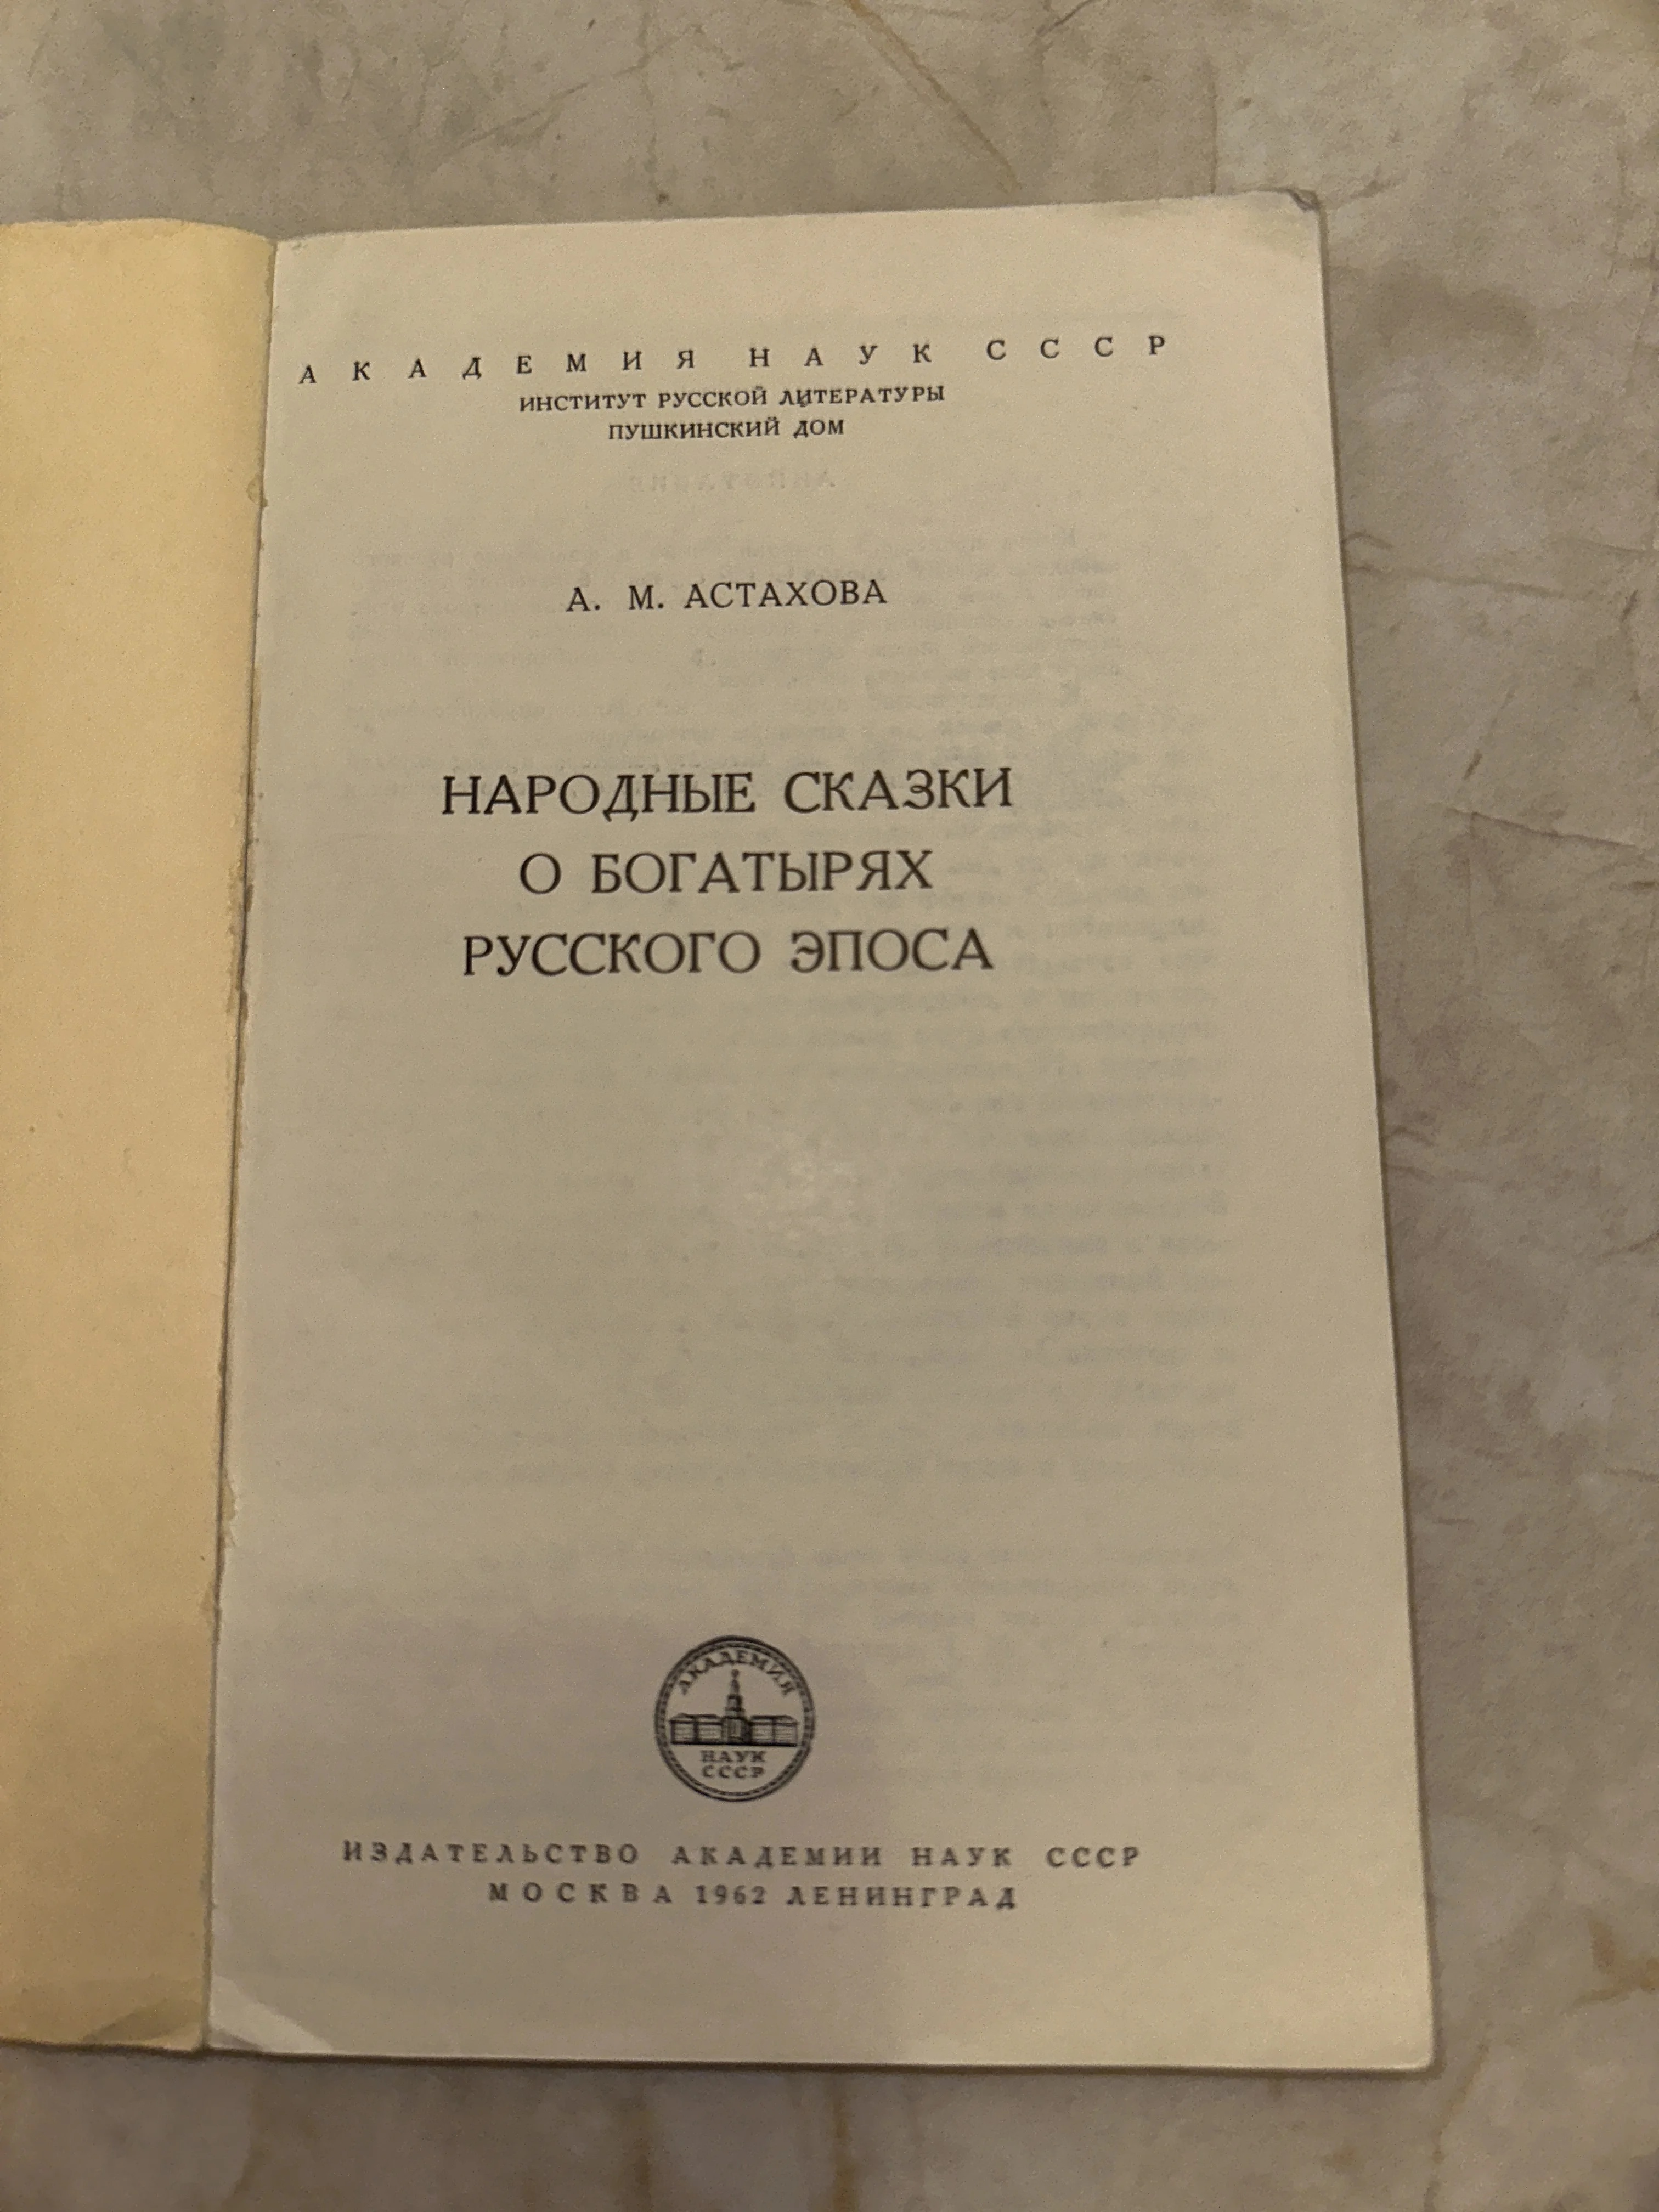 АКАДЕМИЯ НАУК СССР
ИНСТИТУТ РУССКОЙ ЛИТЕРАТУРЫ
ПУШКИНСКИЙ ДОМ
А. М. АСТАХОВА
НАРОДНЫЕ СКАЗКИ
О БОГАТЫРЯХ
РУССКОГО ЭПОСА
АКАДЕМИЯ
НАУК
СССР
ИЗДАТЕЛЬСТВО АКАДЕМИИ НАУК СССР
МОСКВА 1962 ЛЕНИНГРАД